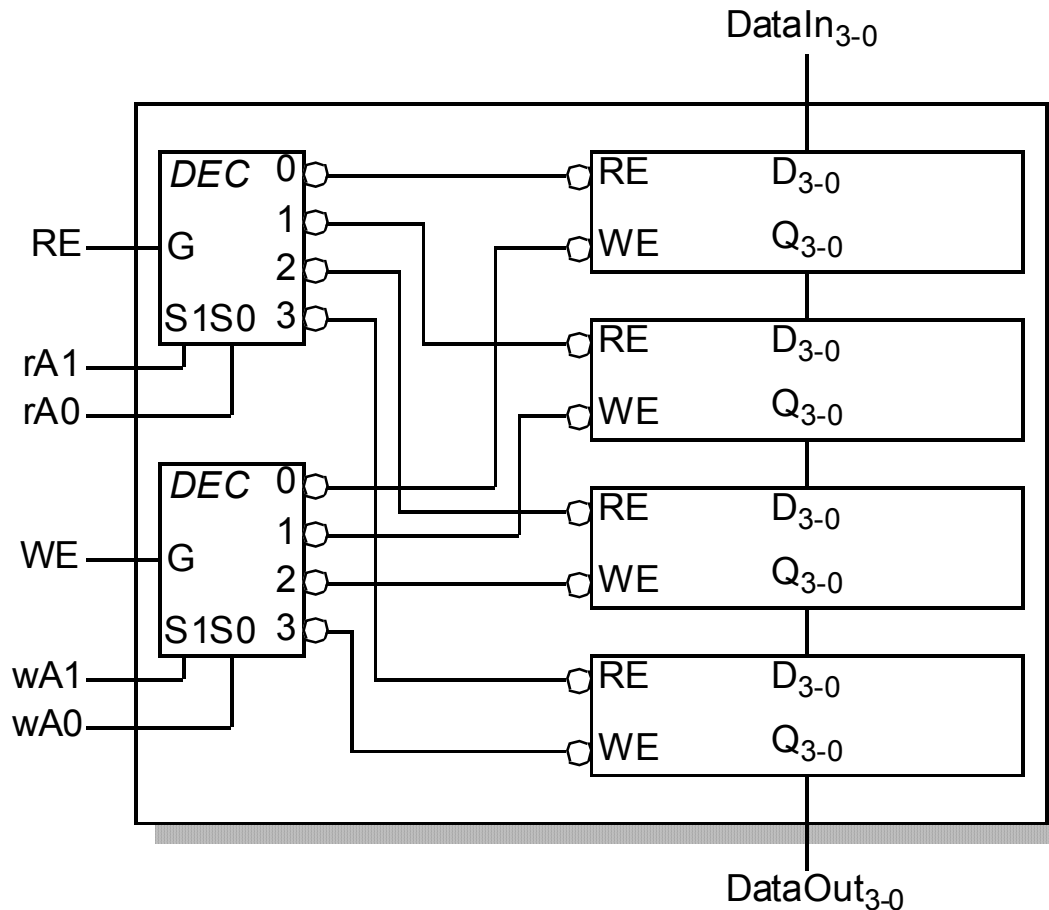 DataIn3-0
DEC 0
1
RE G 2
S1S0 3
rA1
rA0
DEC 0
1
WE G 2
S1S0 3
wA1
wA0
RE D3-0
WE Q3-0
RE D3-0
WE Q3-0
RE D3-0
WE Q3-0
RE D3-0
WE Q3-0
DataOut3-0